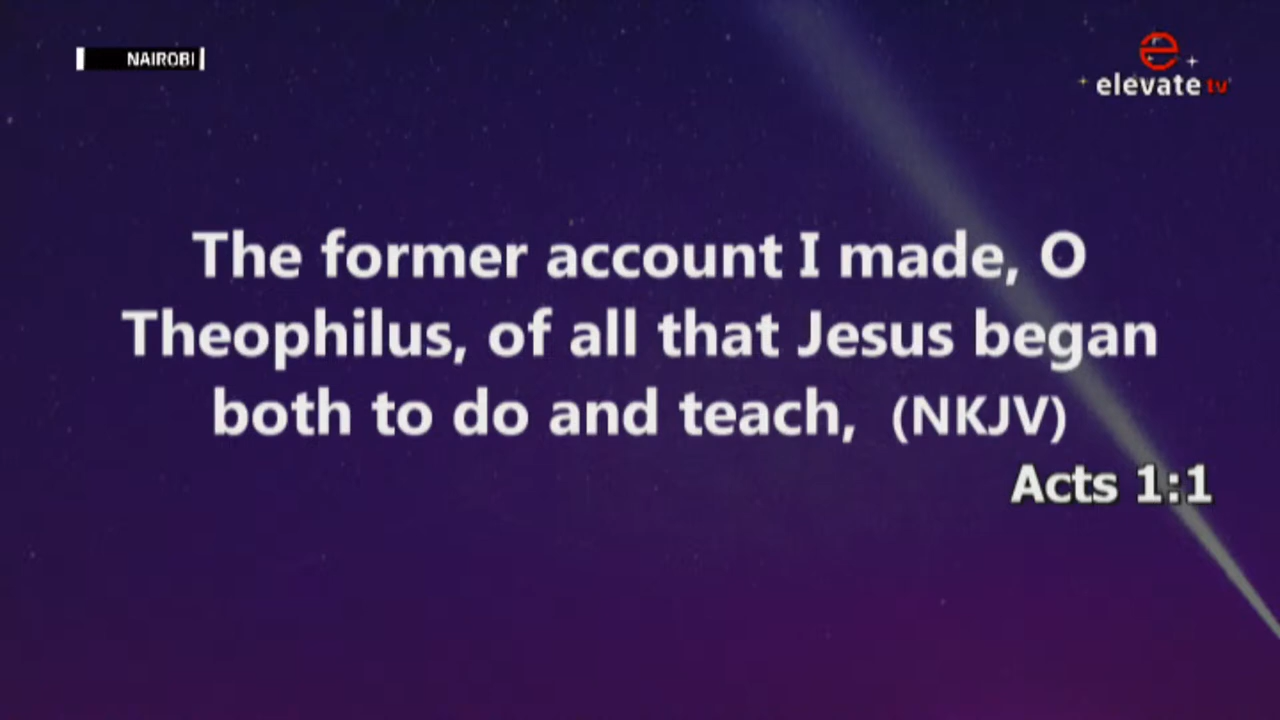 NAIROBI
e
elevate tv
The former account I made, O
Theophilus, of all that Jesus began
both to do and teach, (NKJV)
Acts 1:1